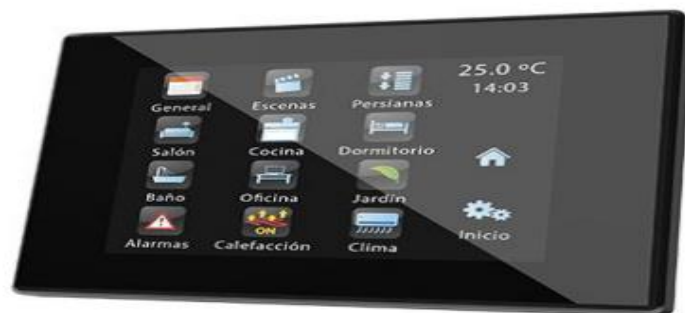 25.0 ºC
14:03
General Escenas Persianas
Salón Cocina Dormitorio
Baño Oficina Jardín
Alarmas Calefacción Clima
ON
Inicio